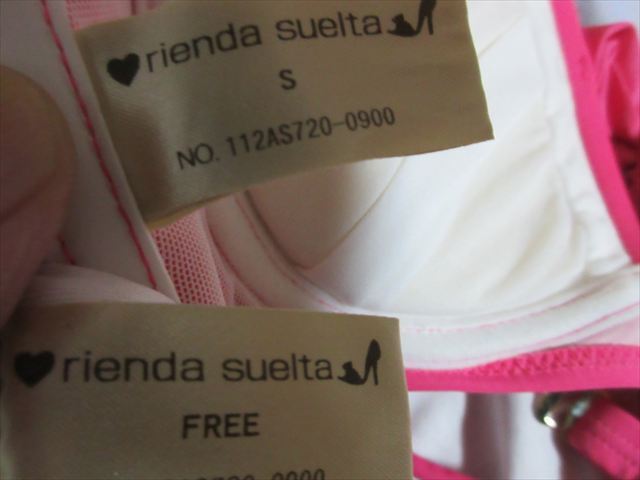 rienda suelta
S
NO. 112AS720-0900
rienda suelta
FREE